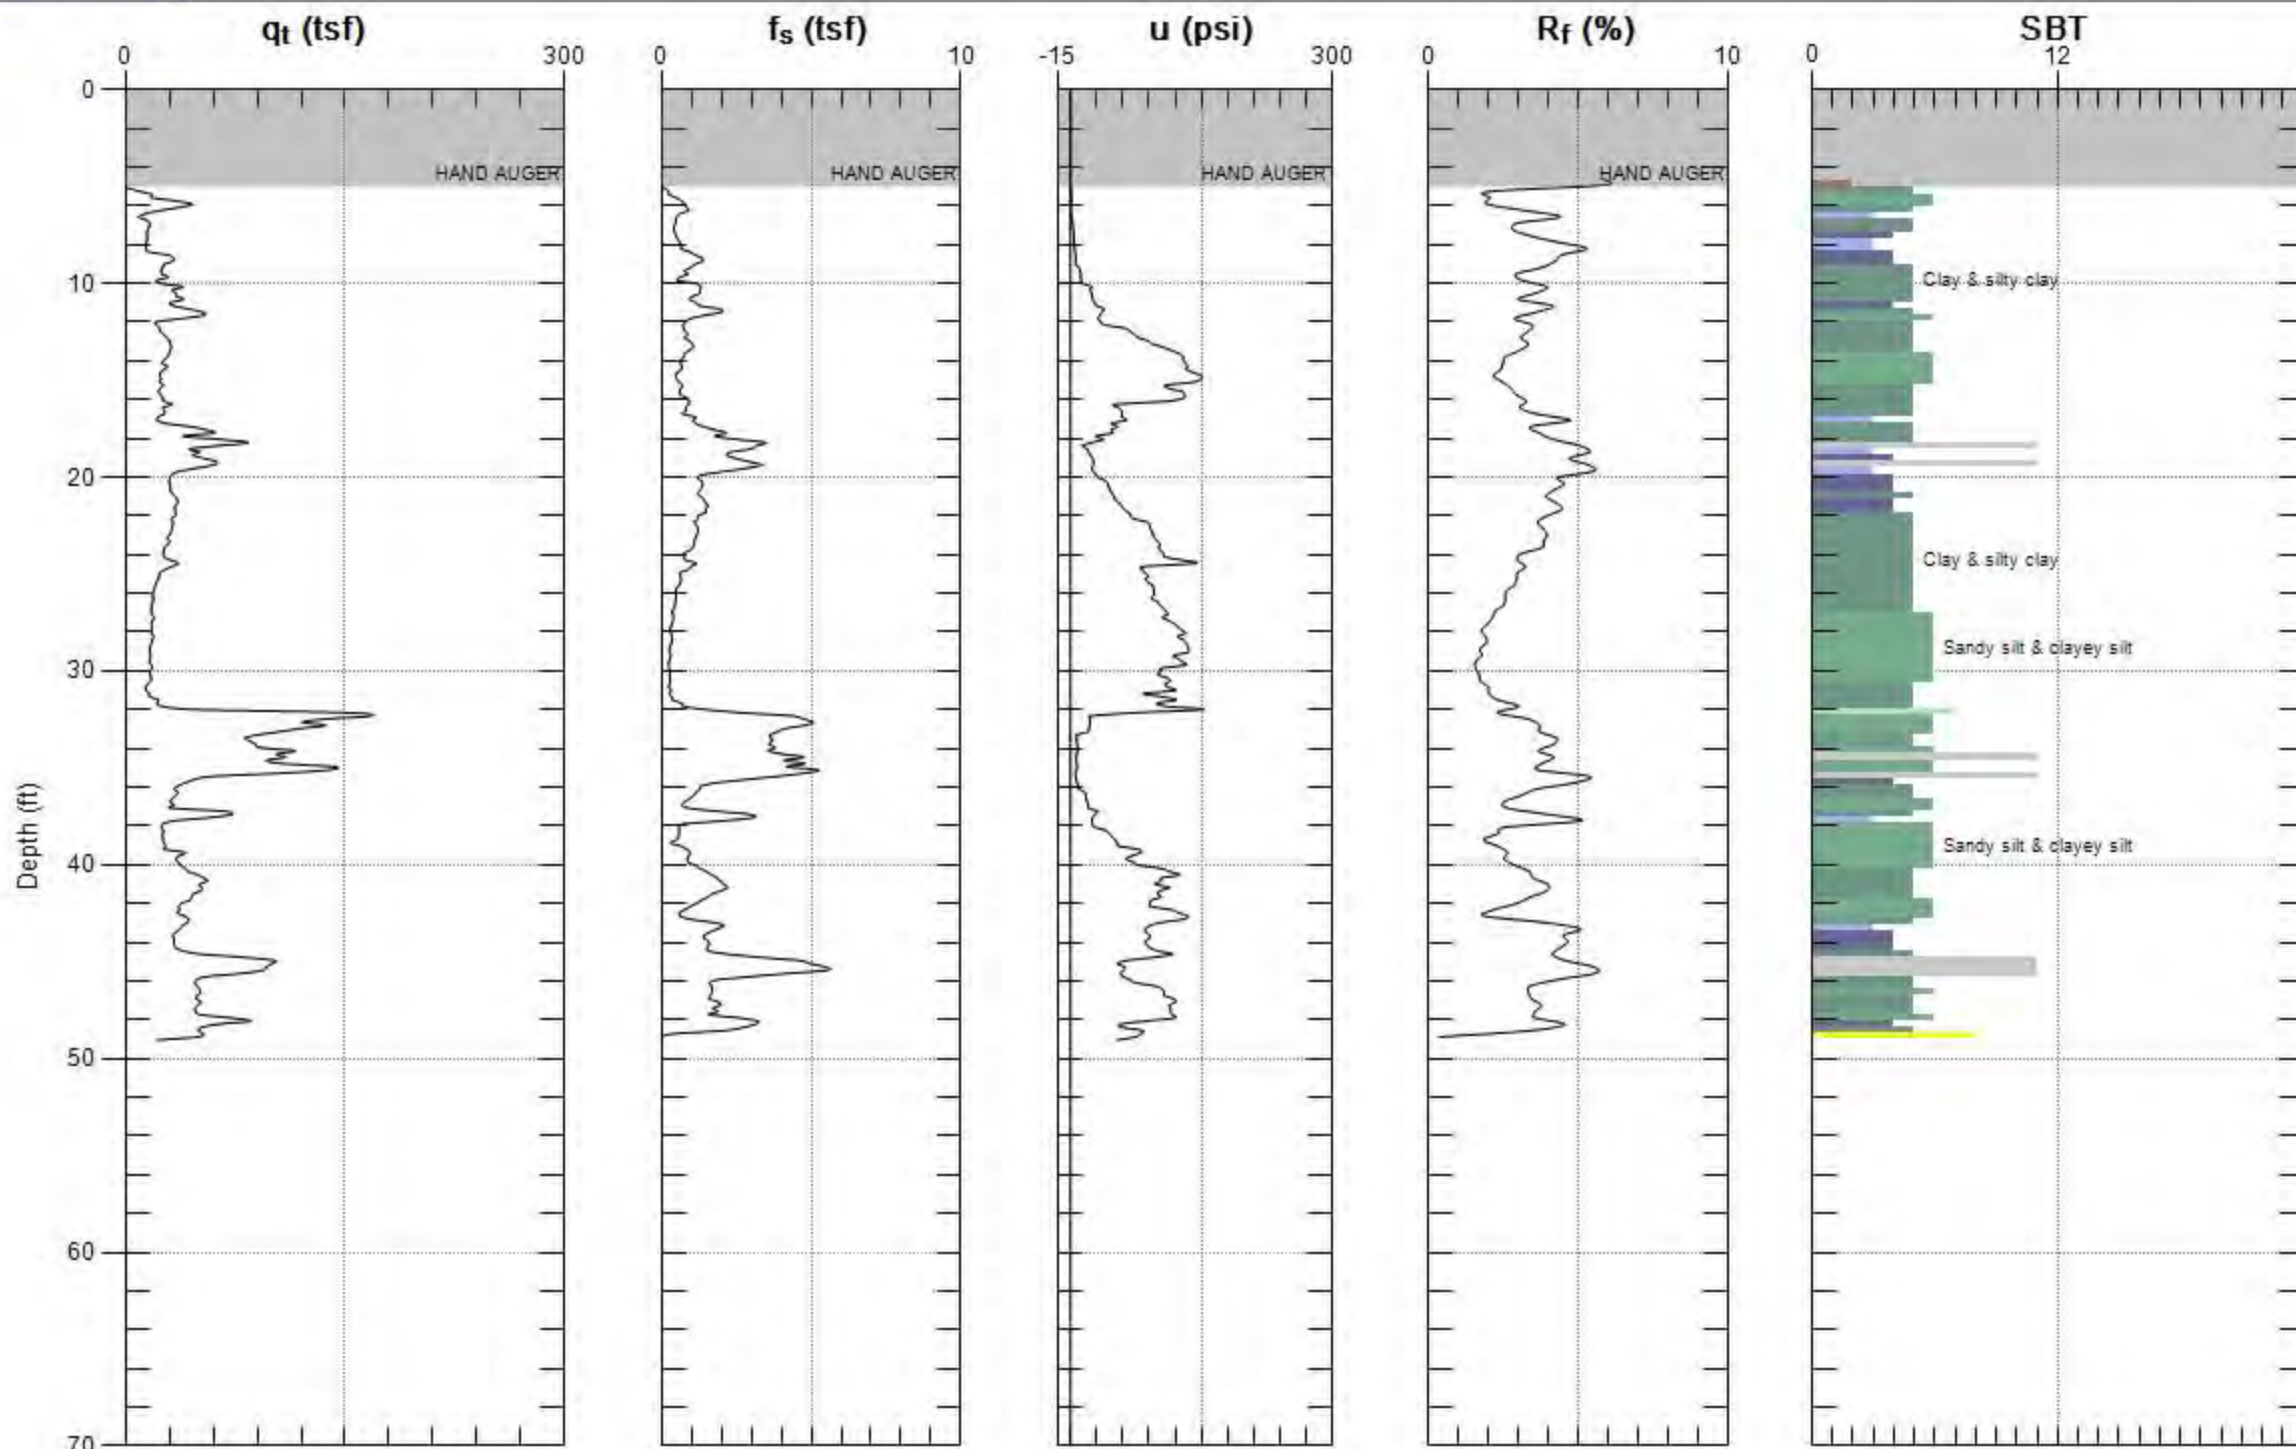 qt (tsf) fs (tsf) u (psi) Rf (%) SBT
0 300 0 10 -15 300 0 10 0 12
0
HAND AUGER HAND AUGER HAND AUGER HAND AUGER
10 Clay & silty clay
20
Clay & silty clay
Sandy silt & clayey silt
30
Depth (ft)
Sandy silt & clayey silt
40
50
60
70